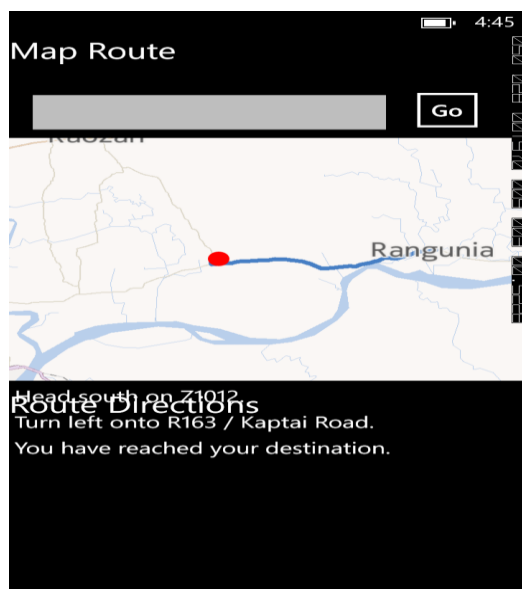 4:45
Map Route
Go
Raozan
Rangunia
Head south on Z1012.
Route Directions
Turn left onto R163 / Kaptai Road.
You have reached your destination.